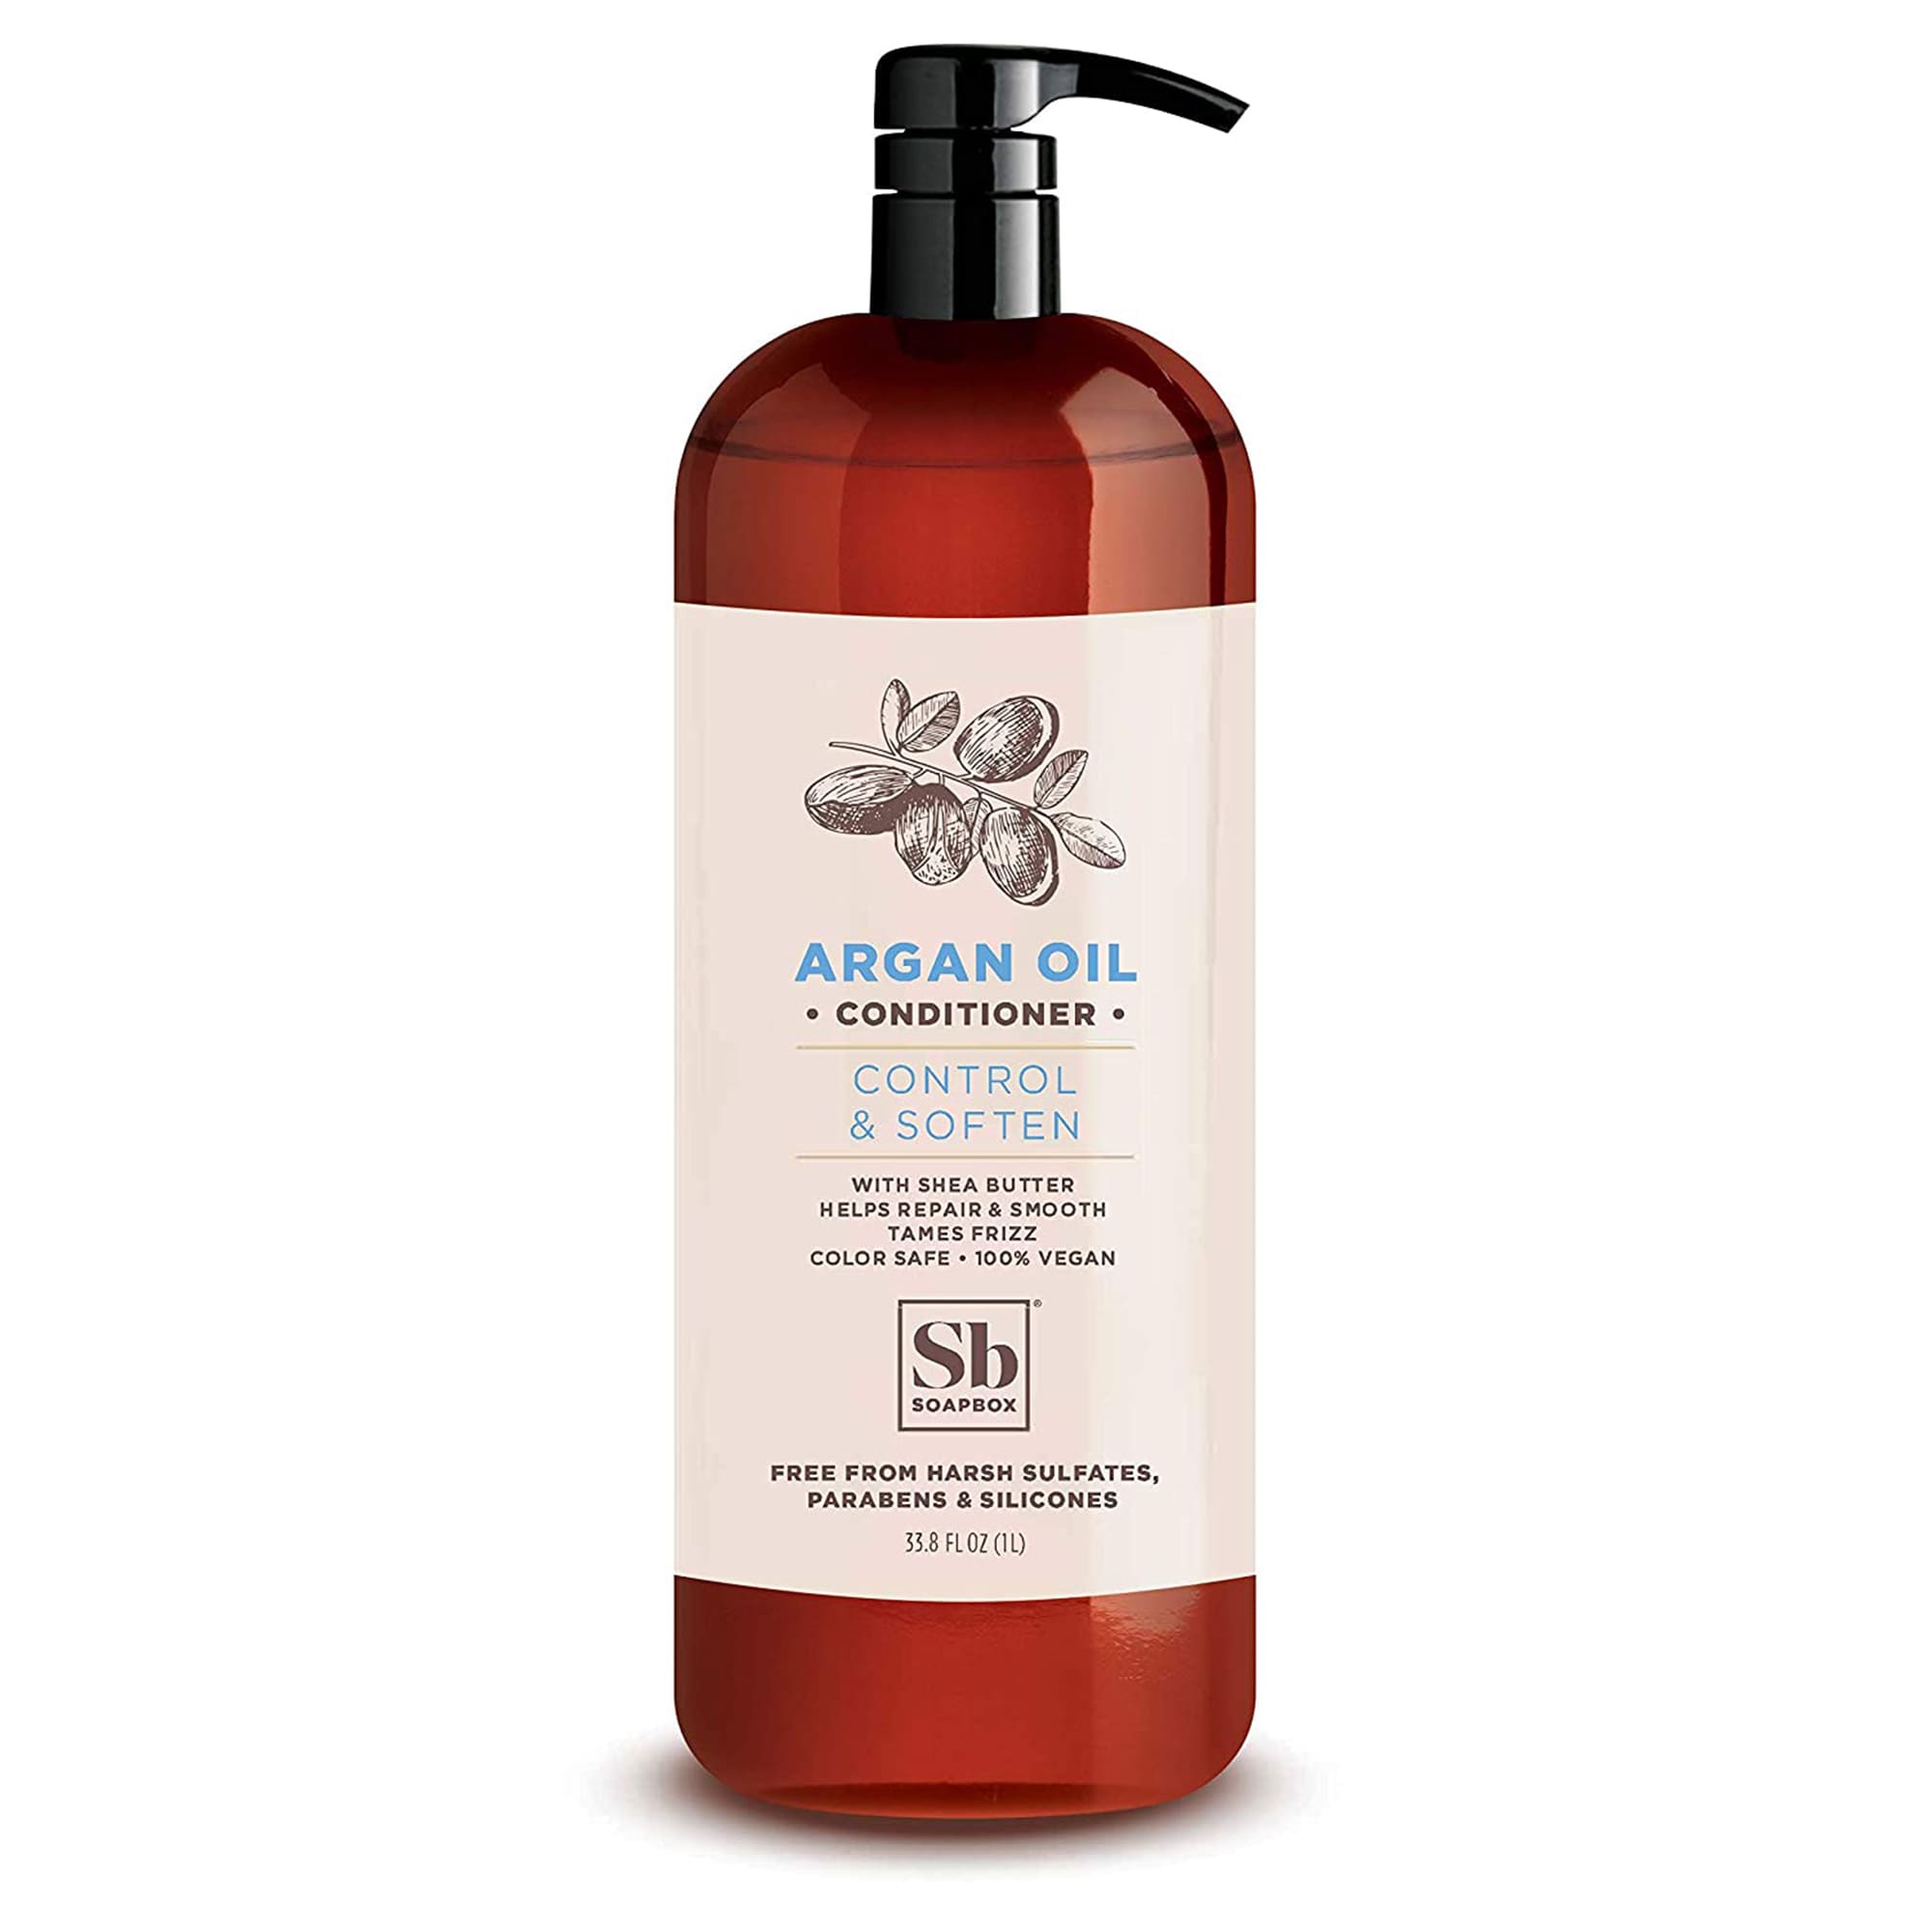 ARGAN OIL
• CONDITIONER •
CONTROL
& SOFTEN
WITH SHEA BUTTER
HELPS REPAIR & SMOOTH
TAMES FRIZZ
COLOR SAFE • 100% VEGAN
Sb®
SOAPBOX
FREE FROM HARSH SULFATES,
PARABENS & SILICONES
33.8 FL OZ (1L)